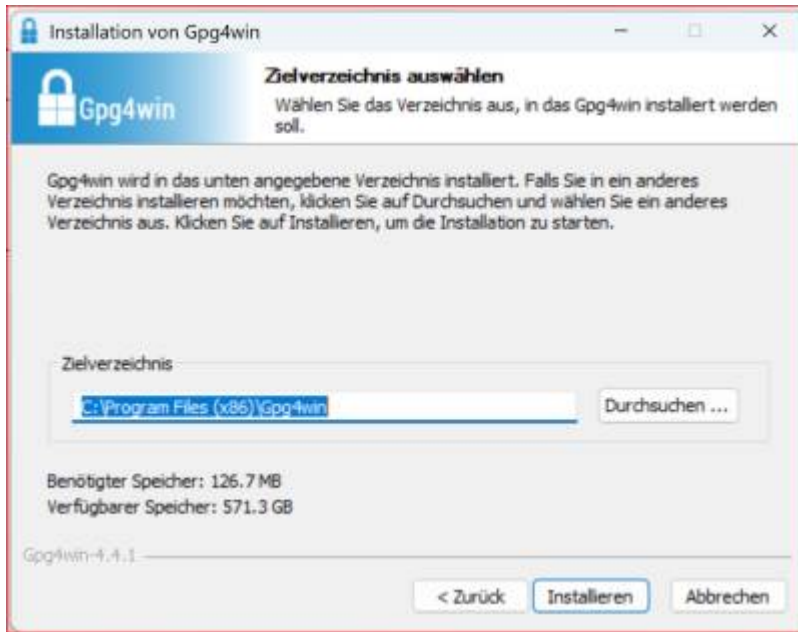 Installation von Gpg4win
Gpg4win
Zielverzeichnis auswählen
Wählen Sie das Verzeichnis aus, in das Gpg4win installiert werden
soll.
Gpg4win wird in das unten angegebene Verzeichnis installiert. Falls Sie in ein anderes
Verzeichnis installieren möchten, klicken Sie auf Durchsuchen und wählen Sie ein anderes
Verzeichnis aus. Klicken Sie auf Installieren, um die Installation zu starten.
Zielverzeichnis
C:\Program Files (x86)\Gpg4win
Durchsuchen ...
Benötigter Speicher: 126.7 MB
Verfügbarer Speicher: 571.3 GB
Gpg4win-4.4.1
< Zurück
Installieren
Abbrechen